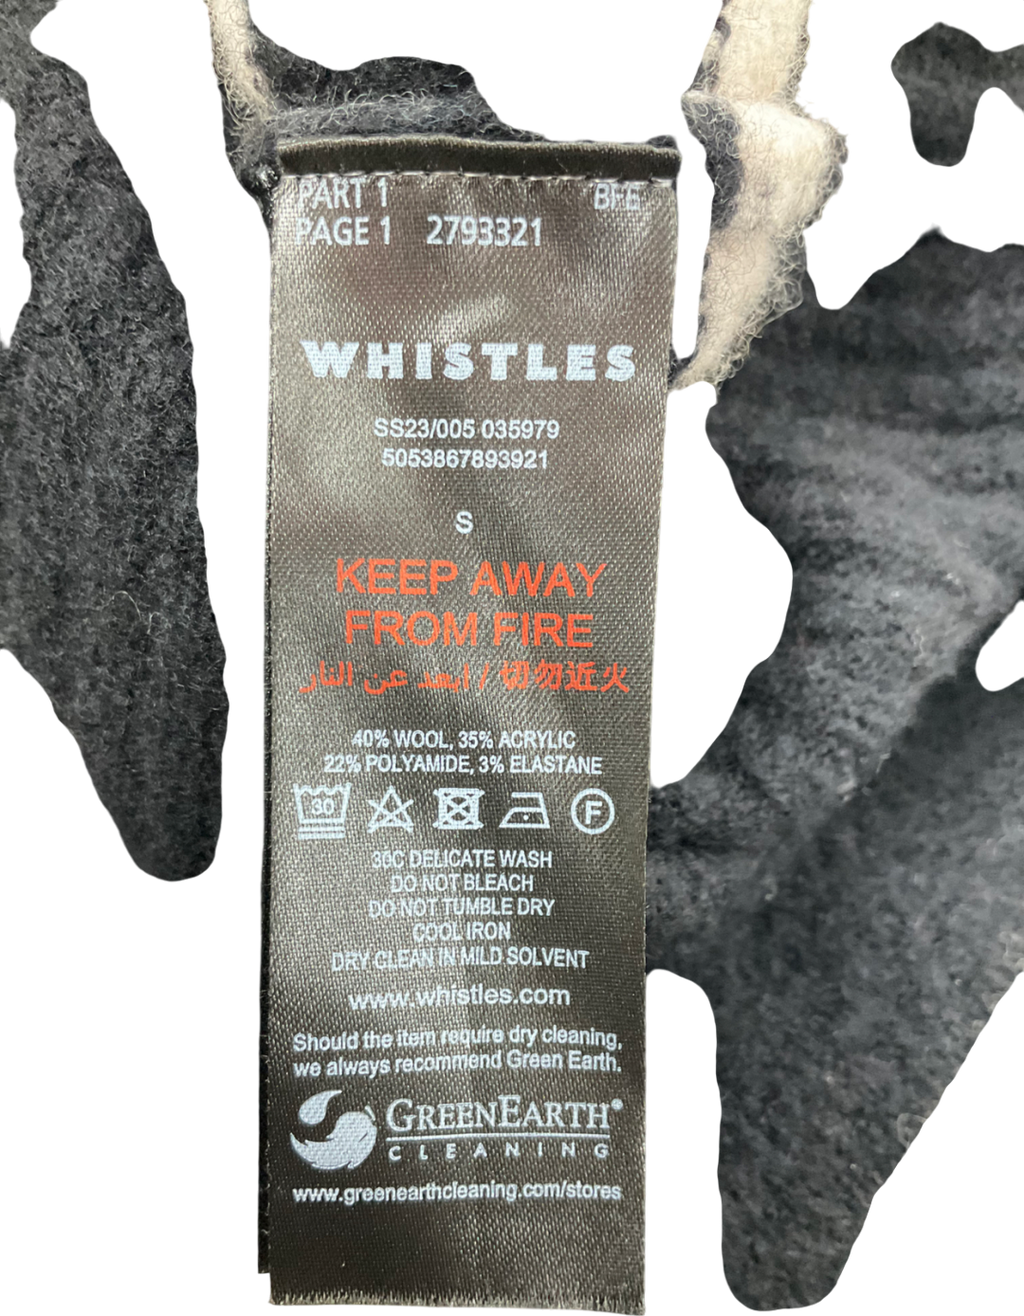 PART 1 BFE
PAGE 1 2793321
WHISTLES
SS23/005 035979
5053867893921
S
KEEP AWAY
FROM FIRE
ابعد عن النار / 切勿近火
40% WOOL, 35% ACRYLIC
22% POLYAMIDE, 3% ELASTANE
30 F
30C DELICATE WASH
DO NOT BLEACH
DO NOT TUMBLE DRY
COOL IRON
DRY CLEAN IN MILD SOLVENT
www.whistles.com
Should the item require dry cleaning,
we always recommend Green Earth.
GREENEARTH®
CLEANING
www.greenearthcleaning.com/stores